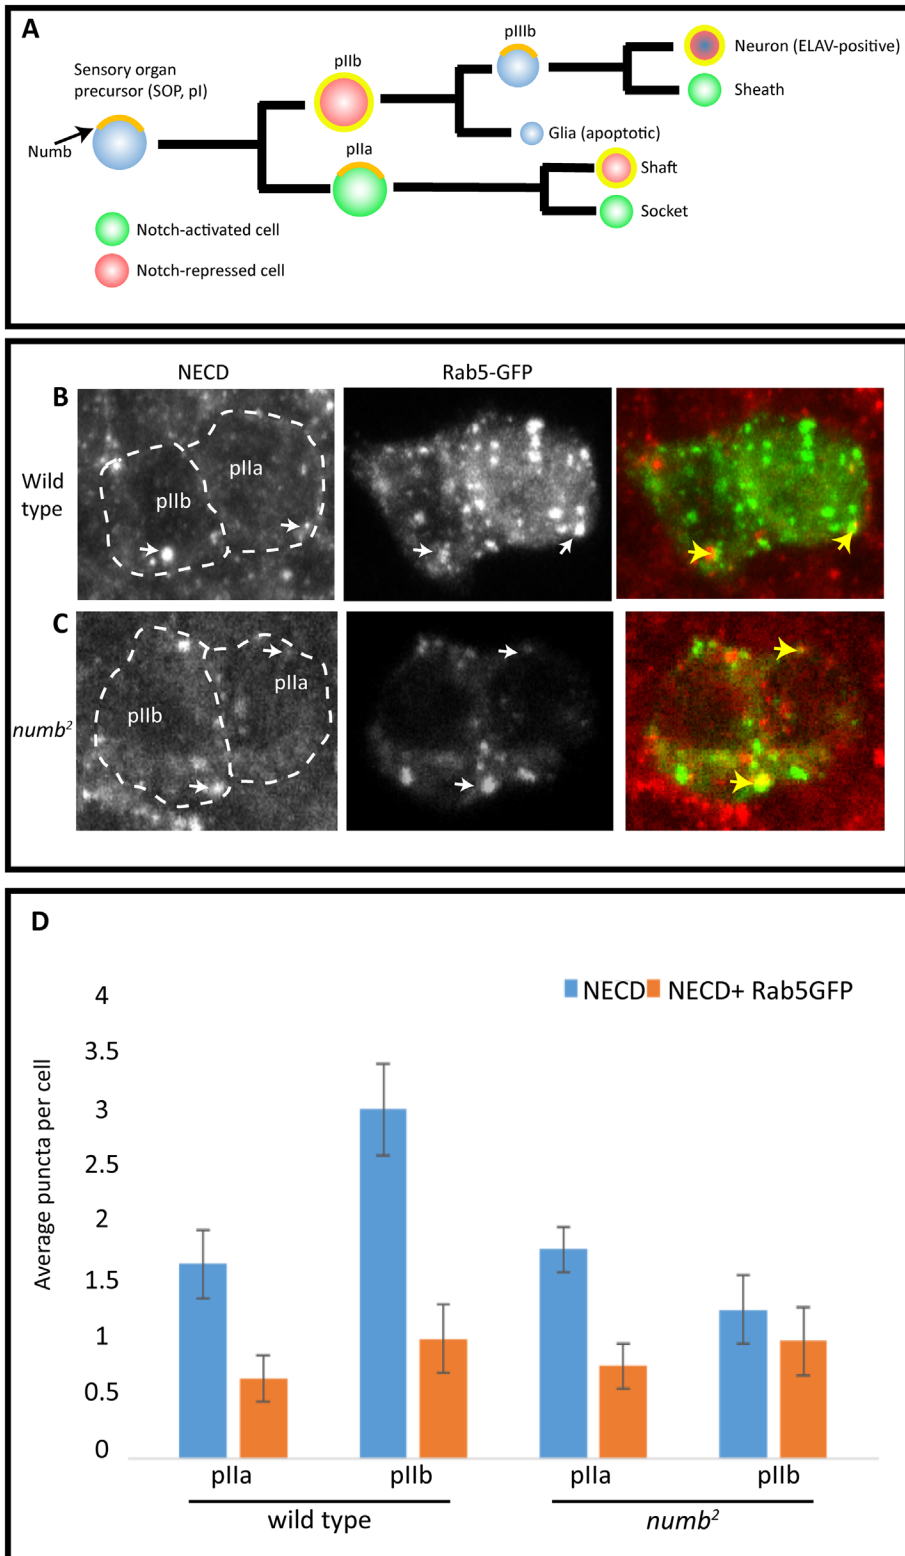 A
Sensory organ
precursor (SOP, pI)
Numb
pIIb
pIIa
pIIIb
Neuron (ELAV-positive)
Sheath
Glia (apoptotic)
Shaft
Socket
Notch-activated cell
Notch-repressed cell
NECD
Rab5-GFP
B
Wild
type
pIIb
pIIa
C
numb²
pIIb
pIIa
D
NECD
NECD+ Rab5GFP
Average puncta per cell
4
3.5
3
2.5
2
1.5
1
0.5
0
pIIa
pIIb
pIIa
pIIb
wild type
numb²